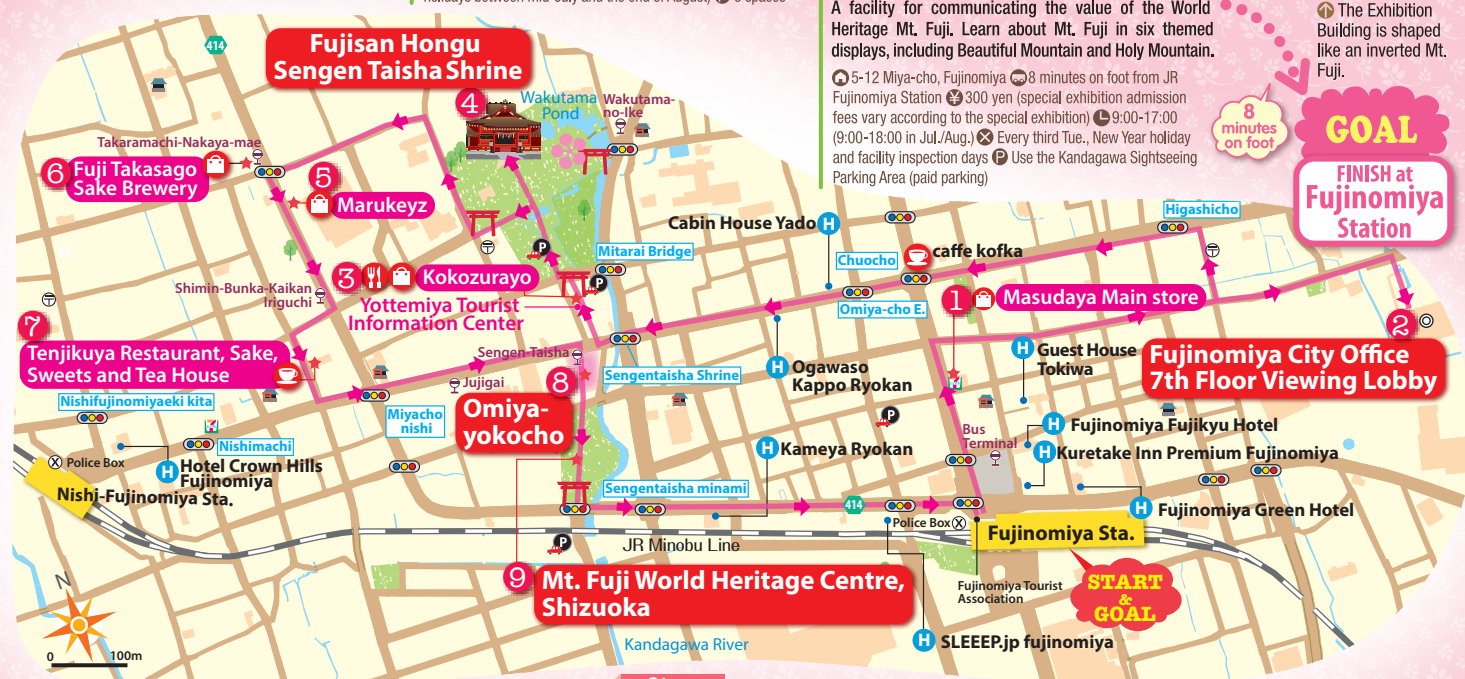 holidays between mid-July and the end of August) P 8 spaces
A facility for communicating the value of the World
Heritage Mt. Fuji. Learn about Mt. Fuji in six themed
displays, including Beautiful Mountain and Holy Mountain.
5-12 Miya-cho, Fujinomiya 8 minutes on foot from JR
Fujinomiya Station ¥ 300 yen (special exhibition admission
fees vary according to the special exhibition) 9:00-17:00
(9:00-18:00 in Jul./Aug.) Every third Tue., New Year holiday
and facility inspection days P Use the Kandagawa Sightseeing
Parking Area (paid parking)
The Exhibition
Building is shaped
like an inverted Mt.
Fuji.
8
minutes
on foot
GOAL
FINISH at
Fujinomiya
Station
414
Fujisan Hongu
Sengen Taisha Shrine
4
Wakutama
Pond
Wakutama-
no-Ike
Takaramachi-Nakaya-mae
6
Fuji Takasago
Sake Brewery
5
Marukeyz
P
Mitarai Bridge
Cabin House Yado
H
Higashicho
Chuocho
caffe kofka
3
Kokozurayo
P
Yottemiya Tourist
Information Center
Shimin-Bunka-Kaikan
Iriguchi
Omiya-cho E.
1
Masudaya Main store
2
Fujinomiya City Office
7th Floor Viewing Lobby
7
Tenjikuya Restaurant, Sake,
Sweets and Tea House
Sengen-Taisha
Sengentaisha Shrine
H
Ogawaso
Kappo Ryokan
H
Guest House
Tokiwa
Jujigai
8
Omiya-
yokocho
Nishifujinomiyaeki kita
Miyacho
nishi
P
Nishimachi
Bus
Terminal
H
Fujinomiya Fujikyu Hotel
H
Kuretake Inn Premium Fujinomiya
H
Kameya Ryokan
Police Box
H
Hotel Crown Hills
Fujinomiya
Nishi-Fujinomiya Sta.
Sengentaisha minami
414
Police Box
H
Fujinomiya Green Hotel
Fujinomiya Sta.
P
JR Minobu Line
9
Mt. Fuji World Heritage Centre,
Shizuoka
Fujinomiya Tourist
Association
START
&
GOAL
N
0 100m
Kandagawa River
H
SLEEEP.jp fujinomiya